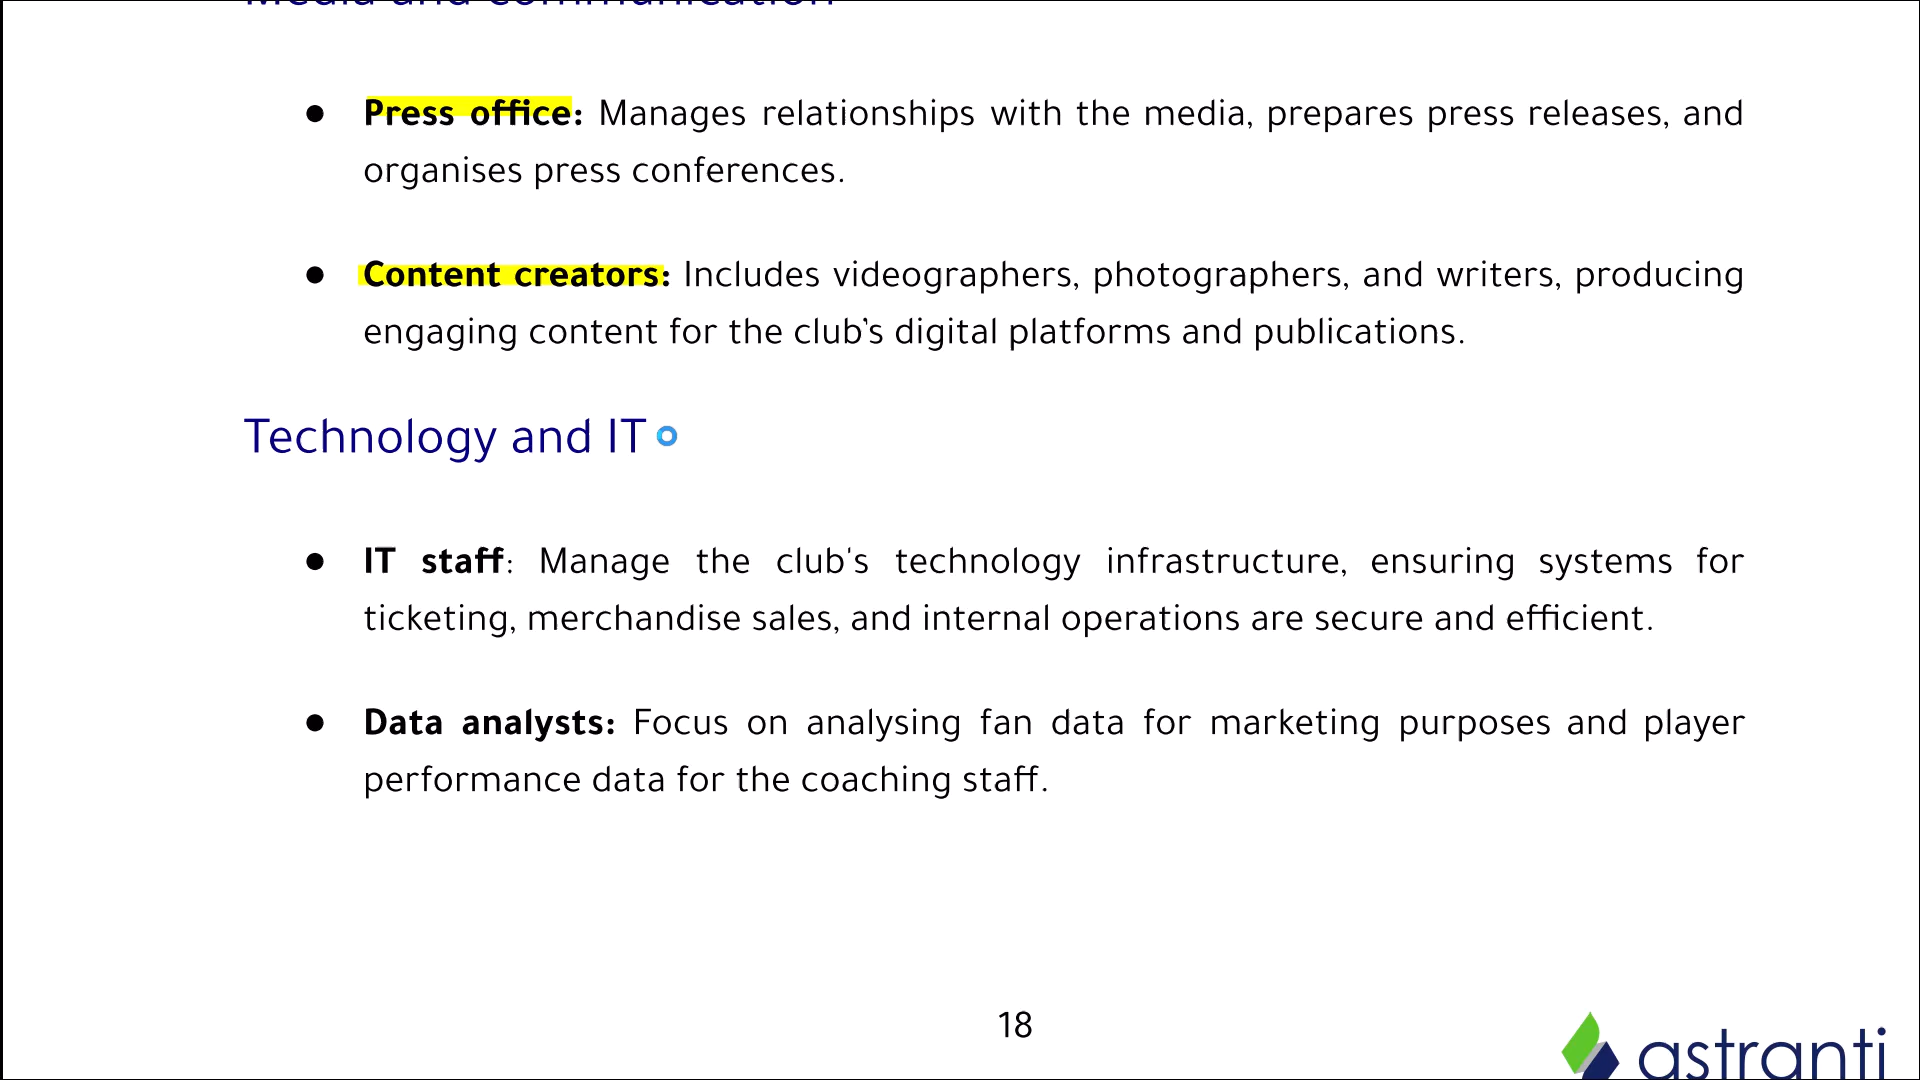 Media and communication
● Press office: Manages relationships with the media, prepares press releases, and
organises press conferences.
● Content creators: Includes videographers, photographers, and writers, producing
engaging content for the club’s digital platforms and publications.
Technology and IT
● IT staff: Manage the club's technology infrastructure, ensuring systems for
ticketing, merchandise sales, and internal operations are secure and efficient.
● Data analysts: Focus on analysing fan data for marketing purposes and player
performance data for the coaching staff.
18
astranti